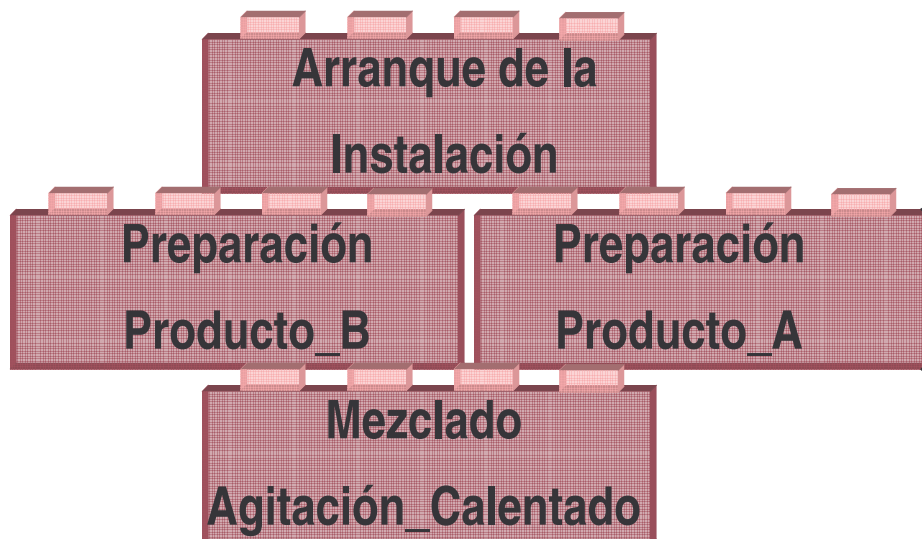 Arranque de la
Instalación
Preparación
Producto_B
Preparación
Producto_A
Mezclado
Agitación_Calentado